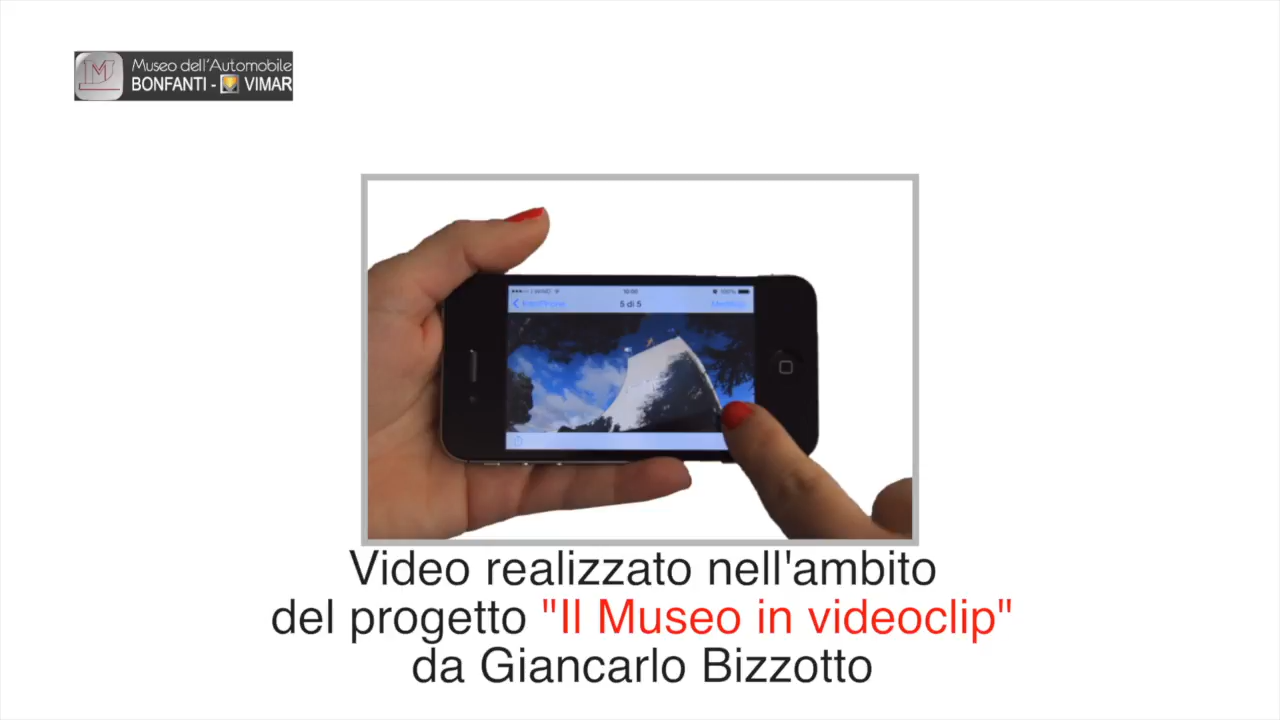 Museo dell'Automobile
BONFANTI - VIMAR
5 di 5
Video realizzato nell'ambito
del progetto "Il Museo in videoclip"
da Giancarlo Bizzotto